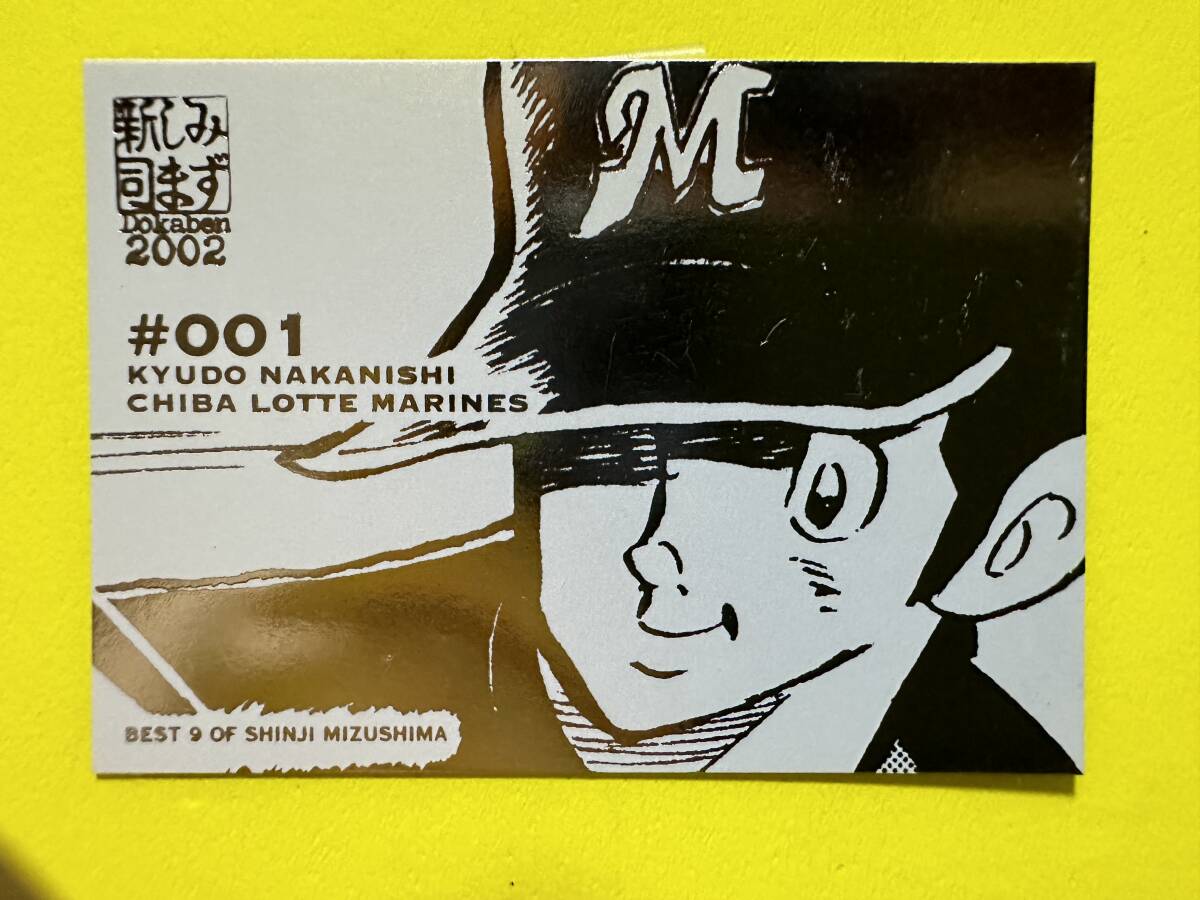 みず
しま
新司
Dokaben
2002
M
#001
KYUDO NAKANISHI
CHIBA LOTTE MARINES
BEST 9 OF SHINJI MIZUSHIMA